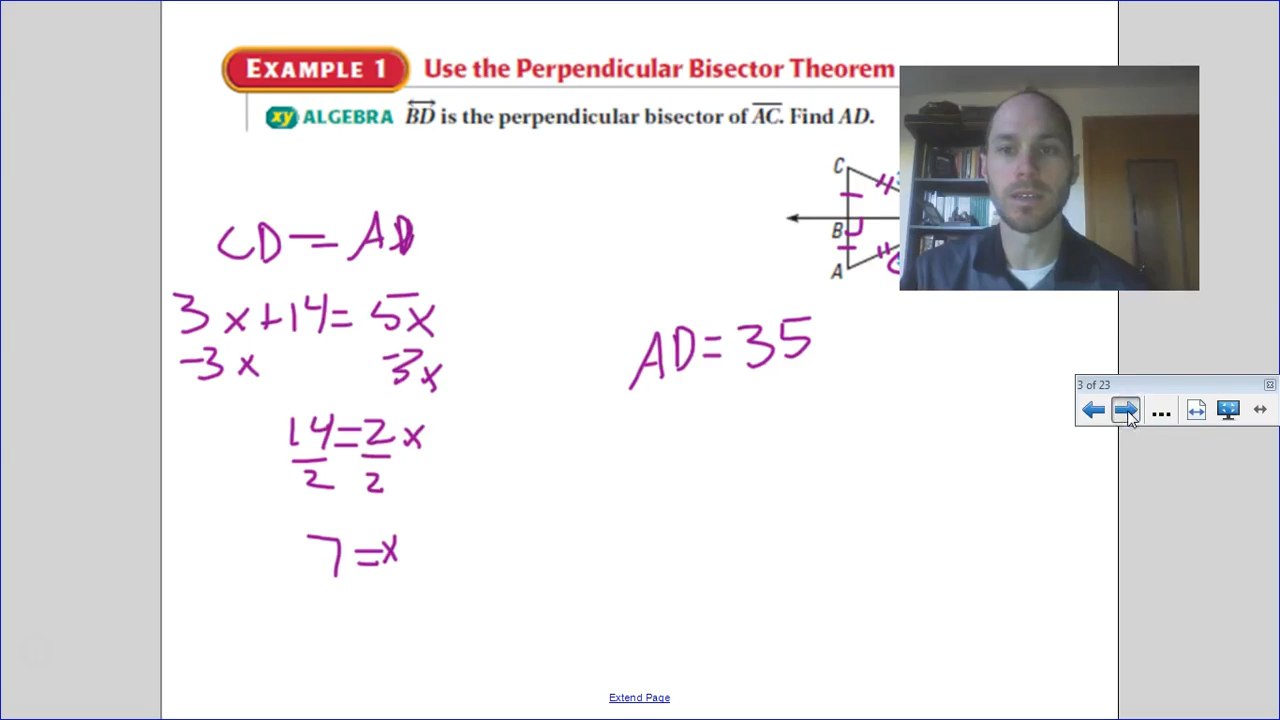 EXAMPLE 1 Use the Perpendicular Bisector Theorem
xy ALGEBRA BD is the perpendicular bisector of AC. Find AD.
C
B
A
CD = AD
3x+14 = 5x
-3x -3x
14 = 2x
2 2
7 = x
AD = 35
3 of 23
...
Extend Page